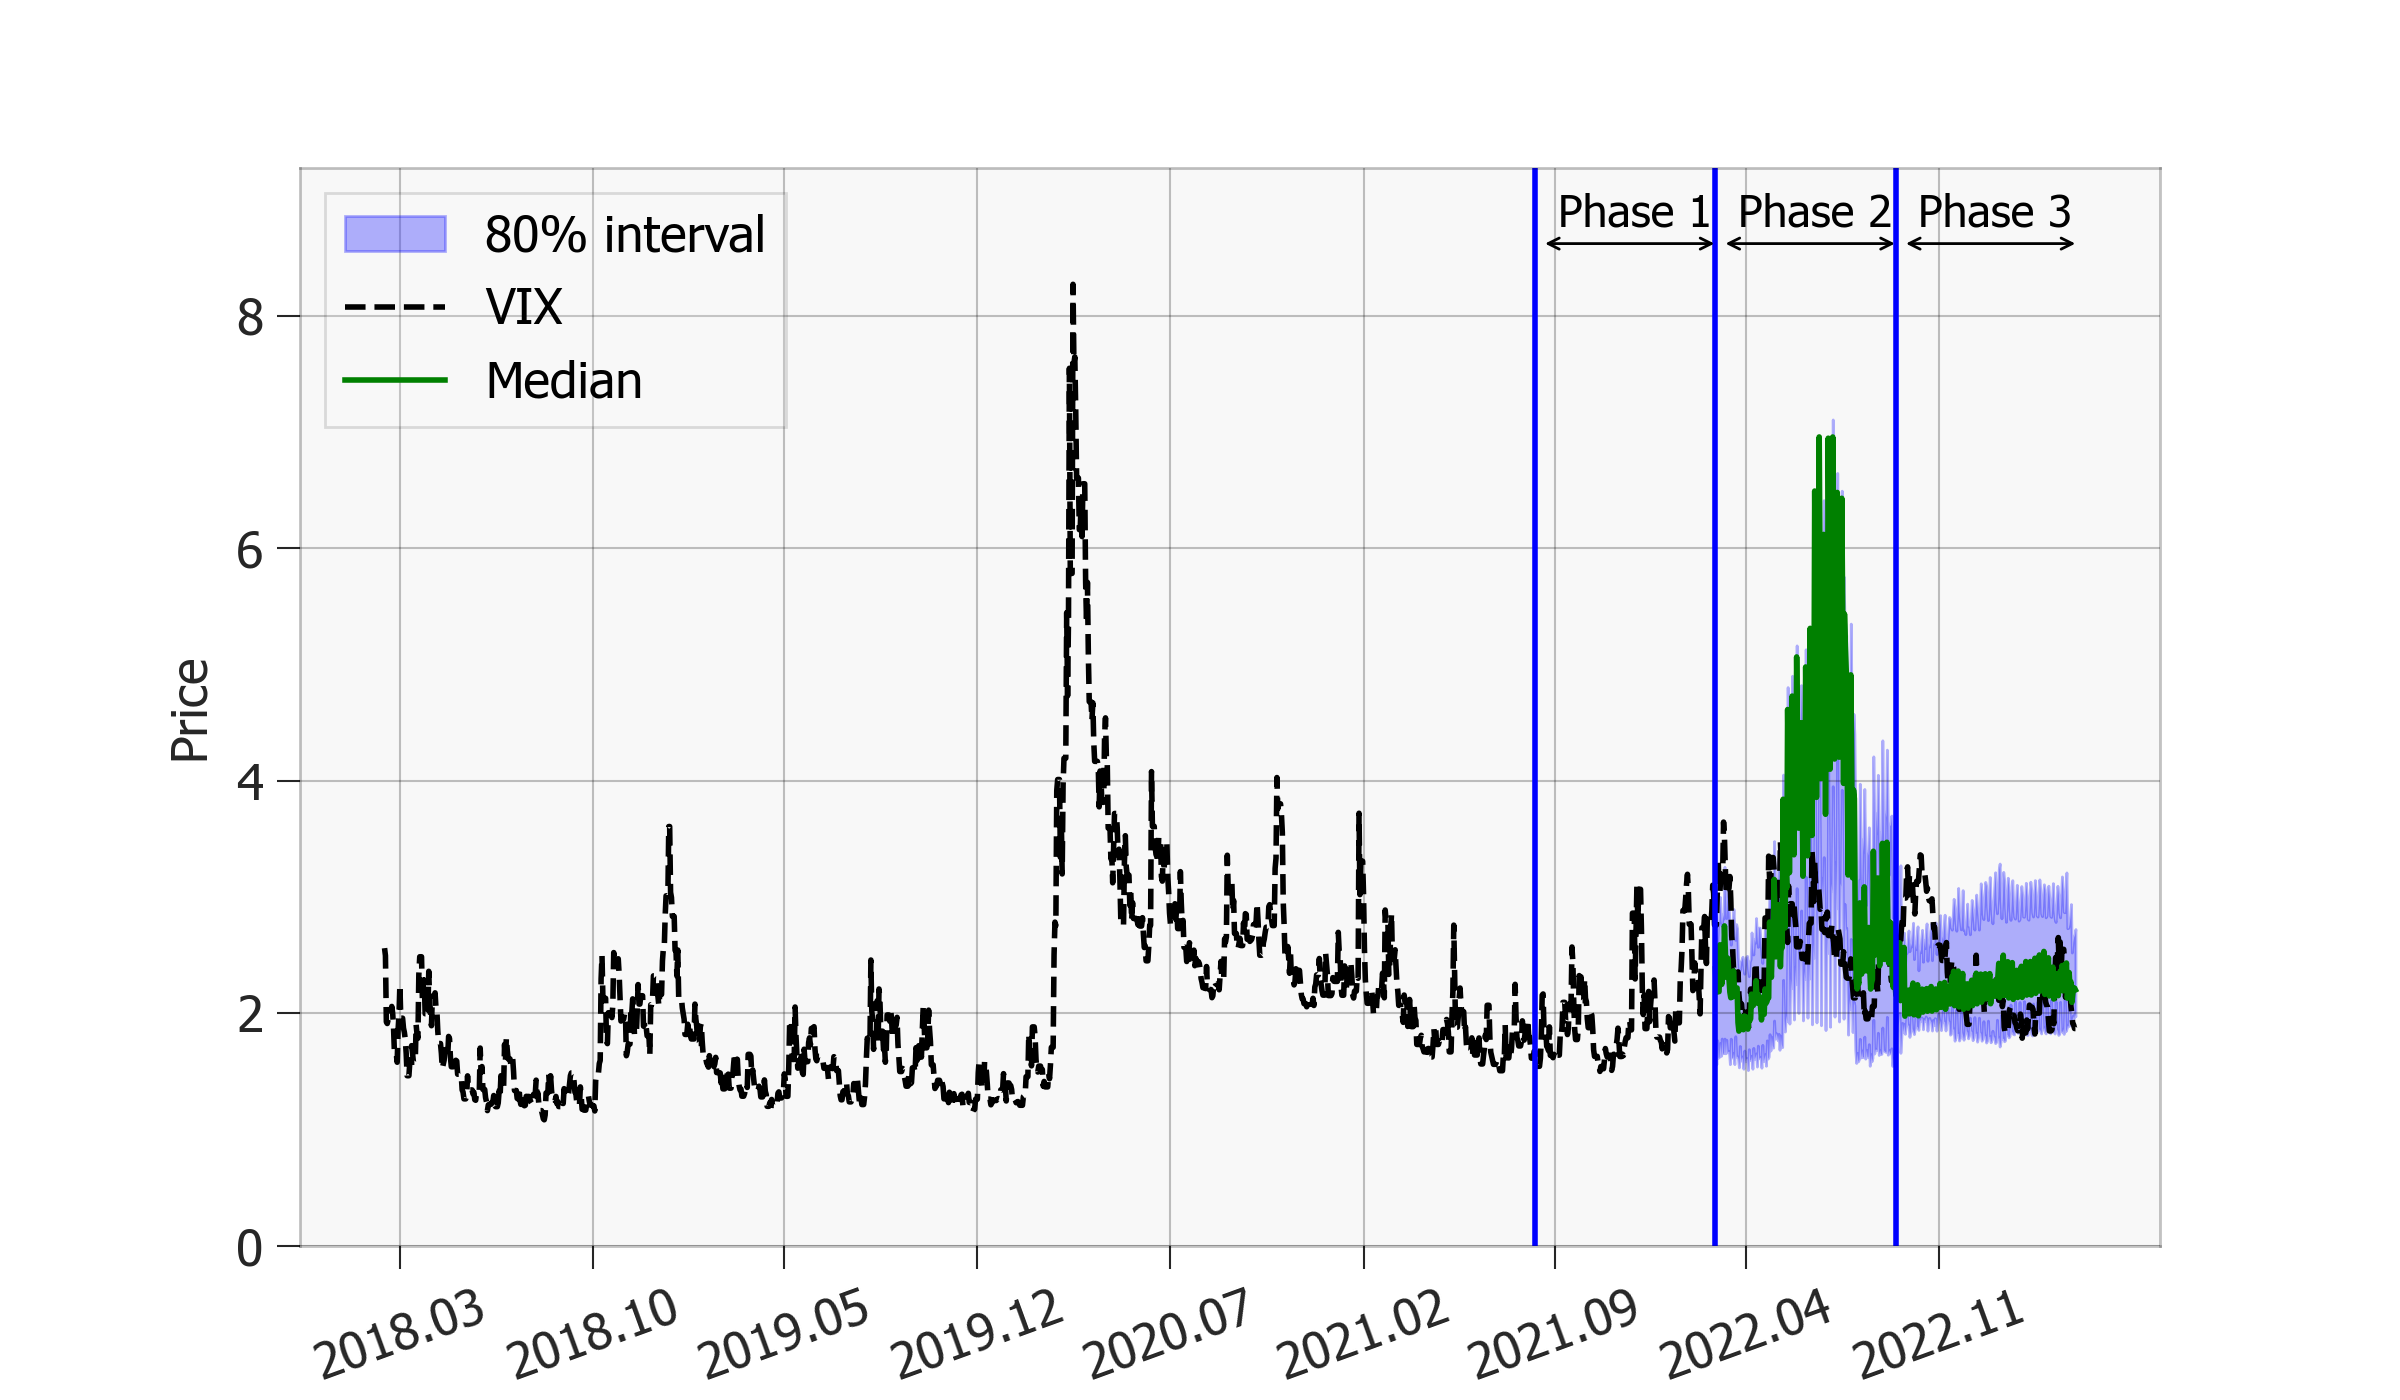 80% interval
VIX
Median
Phase 1
Phase 2
Phase 3
Price
8
6
4
2
0
2018.03
2018.10
2019.05
2019.12
2020.07
2021.02
2021.09
2022.04
2022.11